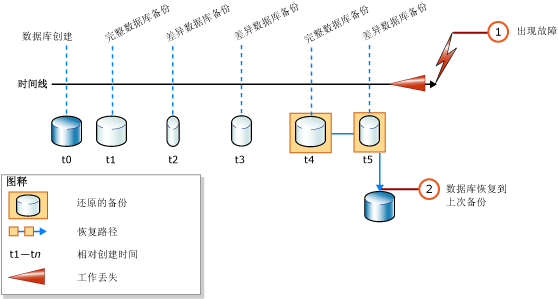 数据库创建
完整数据库备份
差异数据库备份
差异数据库备份
完整数据库备份
差异数据库备份
1
出现故障
时间线
t0
t1
t2
t3
t4
t5
2
数据库恢复到
上次备份
图释
还原的备份
恢复路径
t1—tn
相对创建时间
工作丢失